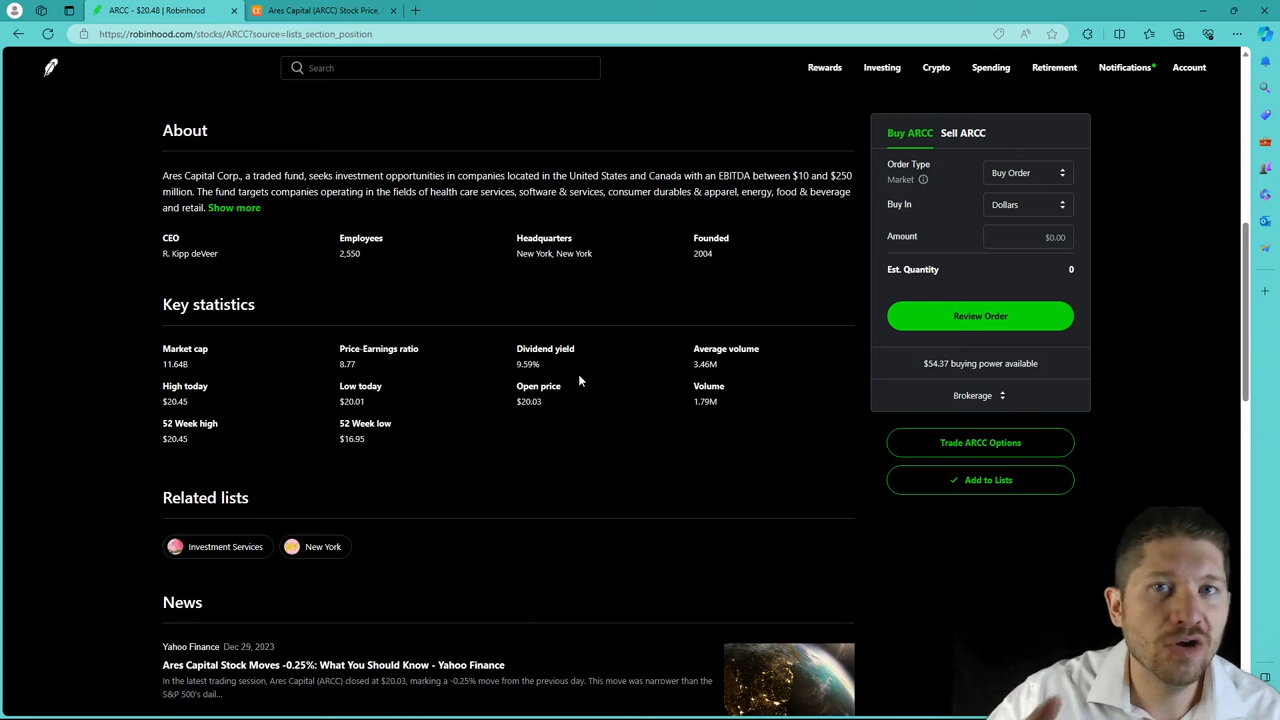 ARCC - $20.48 | Robinhood
Ares Capital (ARCC) Stock Price,
https://robinhood.com/stocks/ARCC?source=lists_section_position
Search
Rewards Investing Crypto Spending Retirement Notifications Account
About
Ares Capital Corp., a traded fund, seeks investment opportunities in companies located in the United States and Canada with an EBITDA between $10 and $250
million. The fund targets companies operating in the fields of health care services, software & services, consumer durables & apparel, energy, food & beverage
and retail. Show more
CEO Employees Headquarters Founded
R. Kipp deVeer 2,550 New York, New York 2004
Key statistics
Market cap Price-Earnings ratio Dividend yield Average volume
11.64B 8.77 9.59% 3.46M
High today Low today Open price Volume
$20.45 $20.01 $20.03 1.79M
52 Week high 52 Week low
$20.45 $16.95
Related lists
Investment Services New York
News
Yahoo Finance Dec 29, 2023
Ares Capital Stock Moves -0.25%: What You Should Know - Yahoo Finance
In the latest trading session, Ares Capital (ARCC) closed at $20.03, marking a -0.25% move from the previous day. This move was narrower than the
S&P 500's dail...
Buy ARCC Sell ARCC
Order Type
Market
Buy Order
Buy In Dollars
Amount $0.00
Est. Quantity 0
Review Order
$54.37 buying power available
Brokerage
Trade ARCC Options
Add to Lists